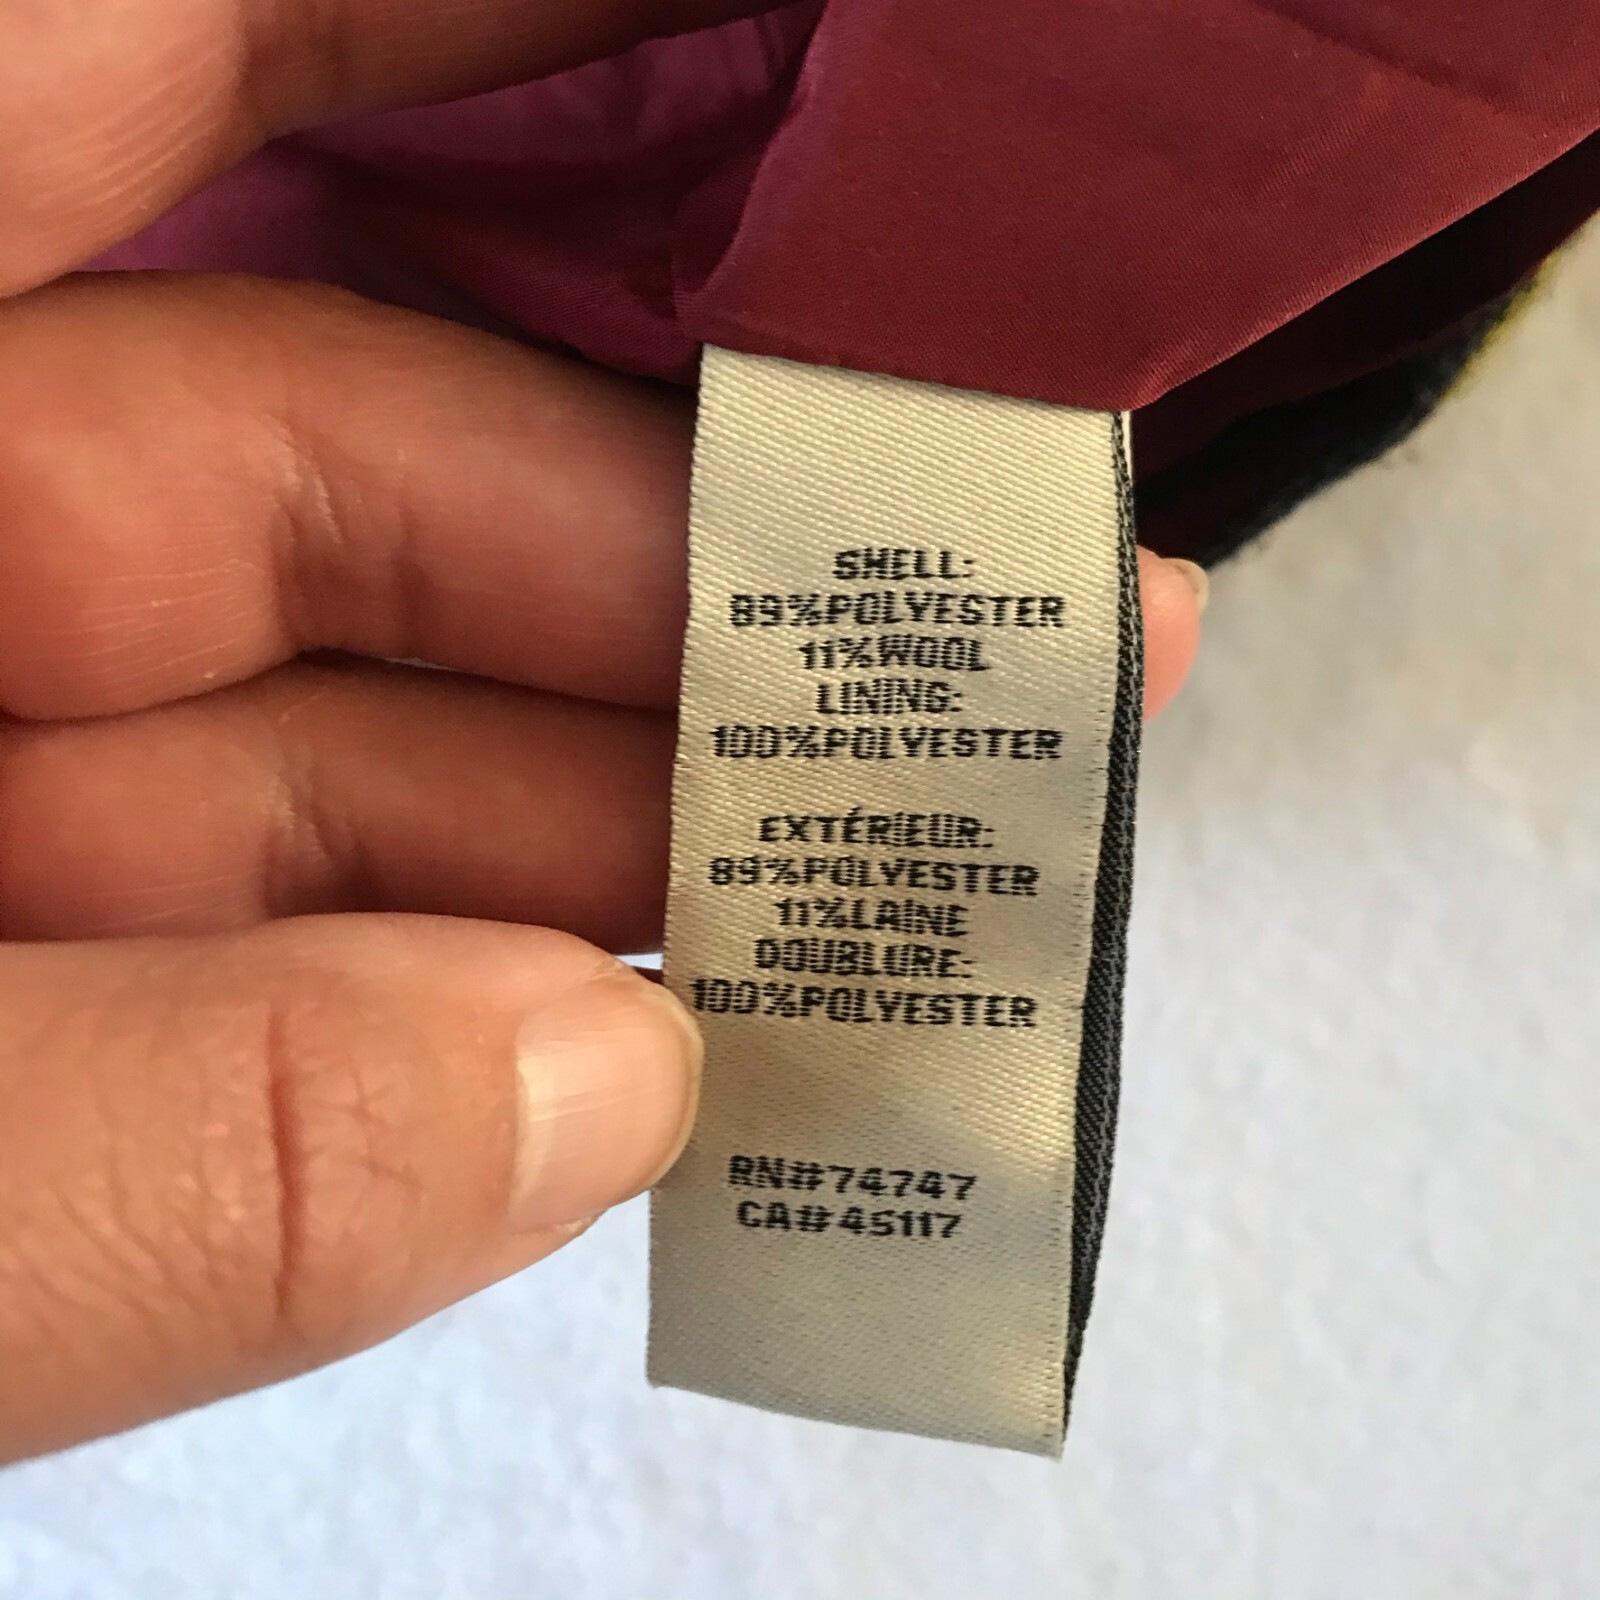 SHELL:
89%POLYESTER
11%WOOL
LINING:
100%POLYESTER
EXTÉRIEUR:
89%POLYESTER
11%LAINE
DOUBLURE:
100%POLYESTER
RN#74747
CA#45117